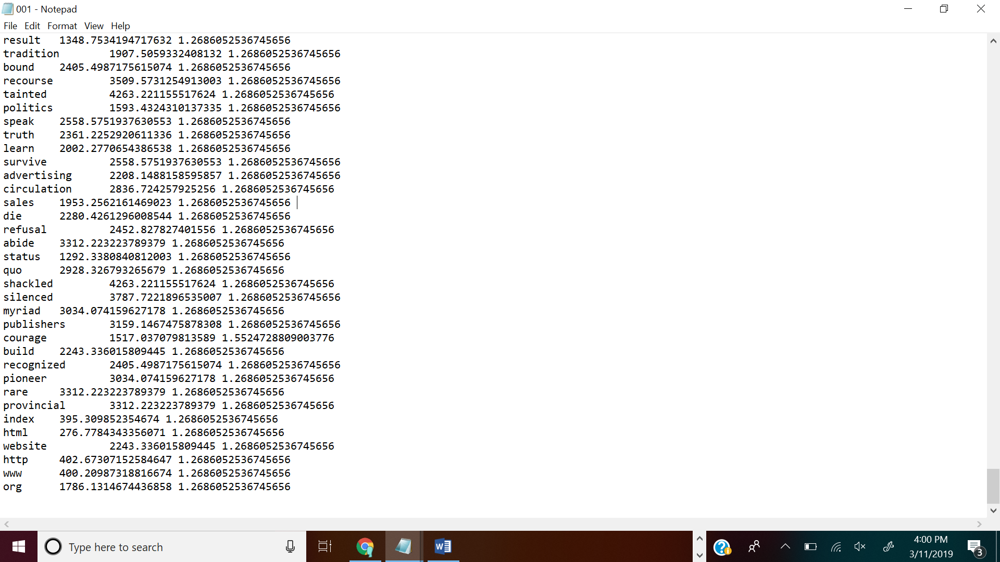 001 - Notepad
File Edit Format View Help
result 1348.7534194717632 1.2686052536745656
tradition 1907.5059332408132 1.2686052536745656
bound 2405.4987175615074 1.2686052536745656
recourse 3509.5731254913003 1.2686052536745656
tainted 4263.221155517624 1.2686052536745656
politics 1593.4324310137335 1.2686052536745656
speak 2558.5751937630553 1.2686052536745656
truth 2361.2252920611336 1.2686052536745656
learn 2002.2770654386538 1.2686052536745656
survive 2558.5751937630553 1.2686052536745656
advertising 2208.1488158595857 1.2686052536745656
circulation 2836.724257925256 1.2686052536745656
sales 1953.2562161469023 1.2686052536745656
die 2280.4261296008544 1.2686052536745656
refusal 2452.827827401556 1.2686052536745656
abide 3312.223223789379 1.2686052536745656
status 1292.3380840812003 1.2686052536745656
quo 2928.326793265679 1.2686052536745656
shackled 4263.221155517624 1.2686052536745656
silenced 3787.7221896535007 1.2686052536745656
myriad 3034.074159627178 1.2686052536745656
publishers 3159.1467475878308 1.2686052536745656
courage 1517.037079813589 1.5524728809003776
build 2243.336015809445 1.2686052536745656
recognized 2405.4987175615074 1.2686052536745656
pioneer 3034.074159627178 1.2686052536745656
rare 3312.223223789379 1.2686052536745656
provincial 3312.223223789379 1.2686052536745656
index 395.309852354674 1.2686052536745656
html 276.7784343356071 1.2686052536745656
website 2243.336015809445 1.2686052536745656
http 402.67307152584647 1.2686052536745656
www 400.20987318816674 1.2686052536745656
org 1786.1314674436858 1.2686052536745656
Type here to search
4:00 PM
3/11/2019
3